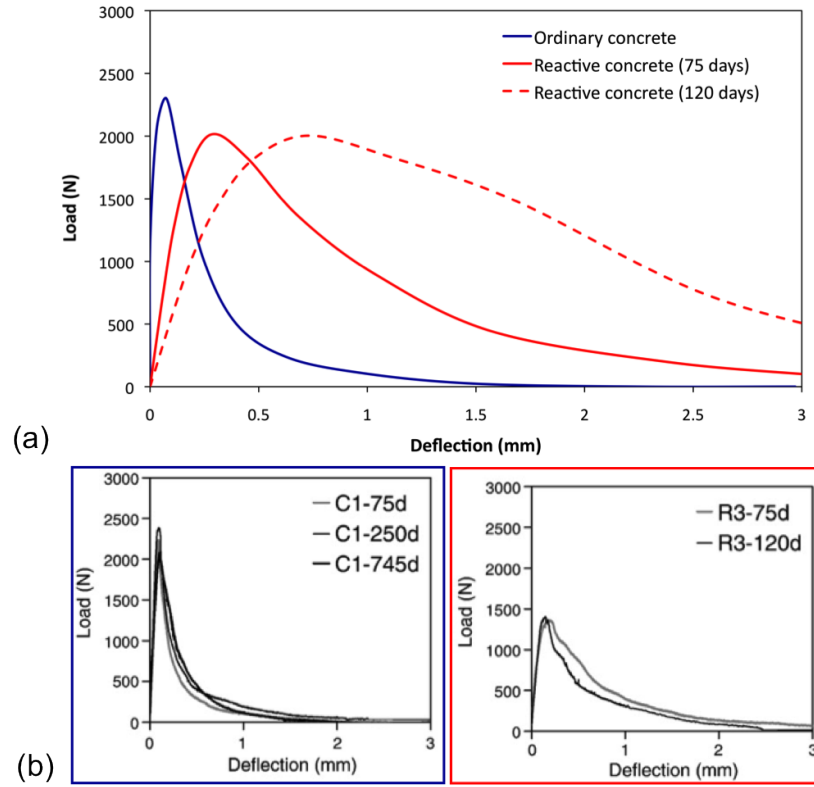 3000
2500
2000
1500
1000
500
0
Load (N)
Ordinary concrete
Reactive concrete (75 days)
Reactive concrete (120 days)
0 0.5 1 1.5 2 2.5 3
Deflection (mm)
(a)
3000
2500
2000
1500
1000
500
0
Load (N)
C1-75d
C1-250d
C1-745d
0 1 2 3
Deflection (mm)
3000
2500
2000
1500
1000
500
0
Load (N)
R3-75d
R3-120d
0 1 2 3
Deflection (mm)
(b)